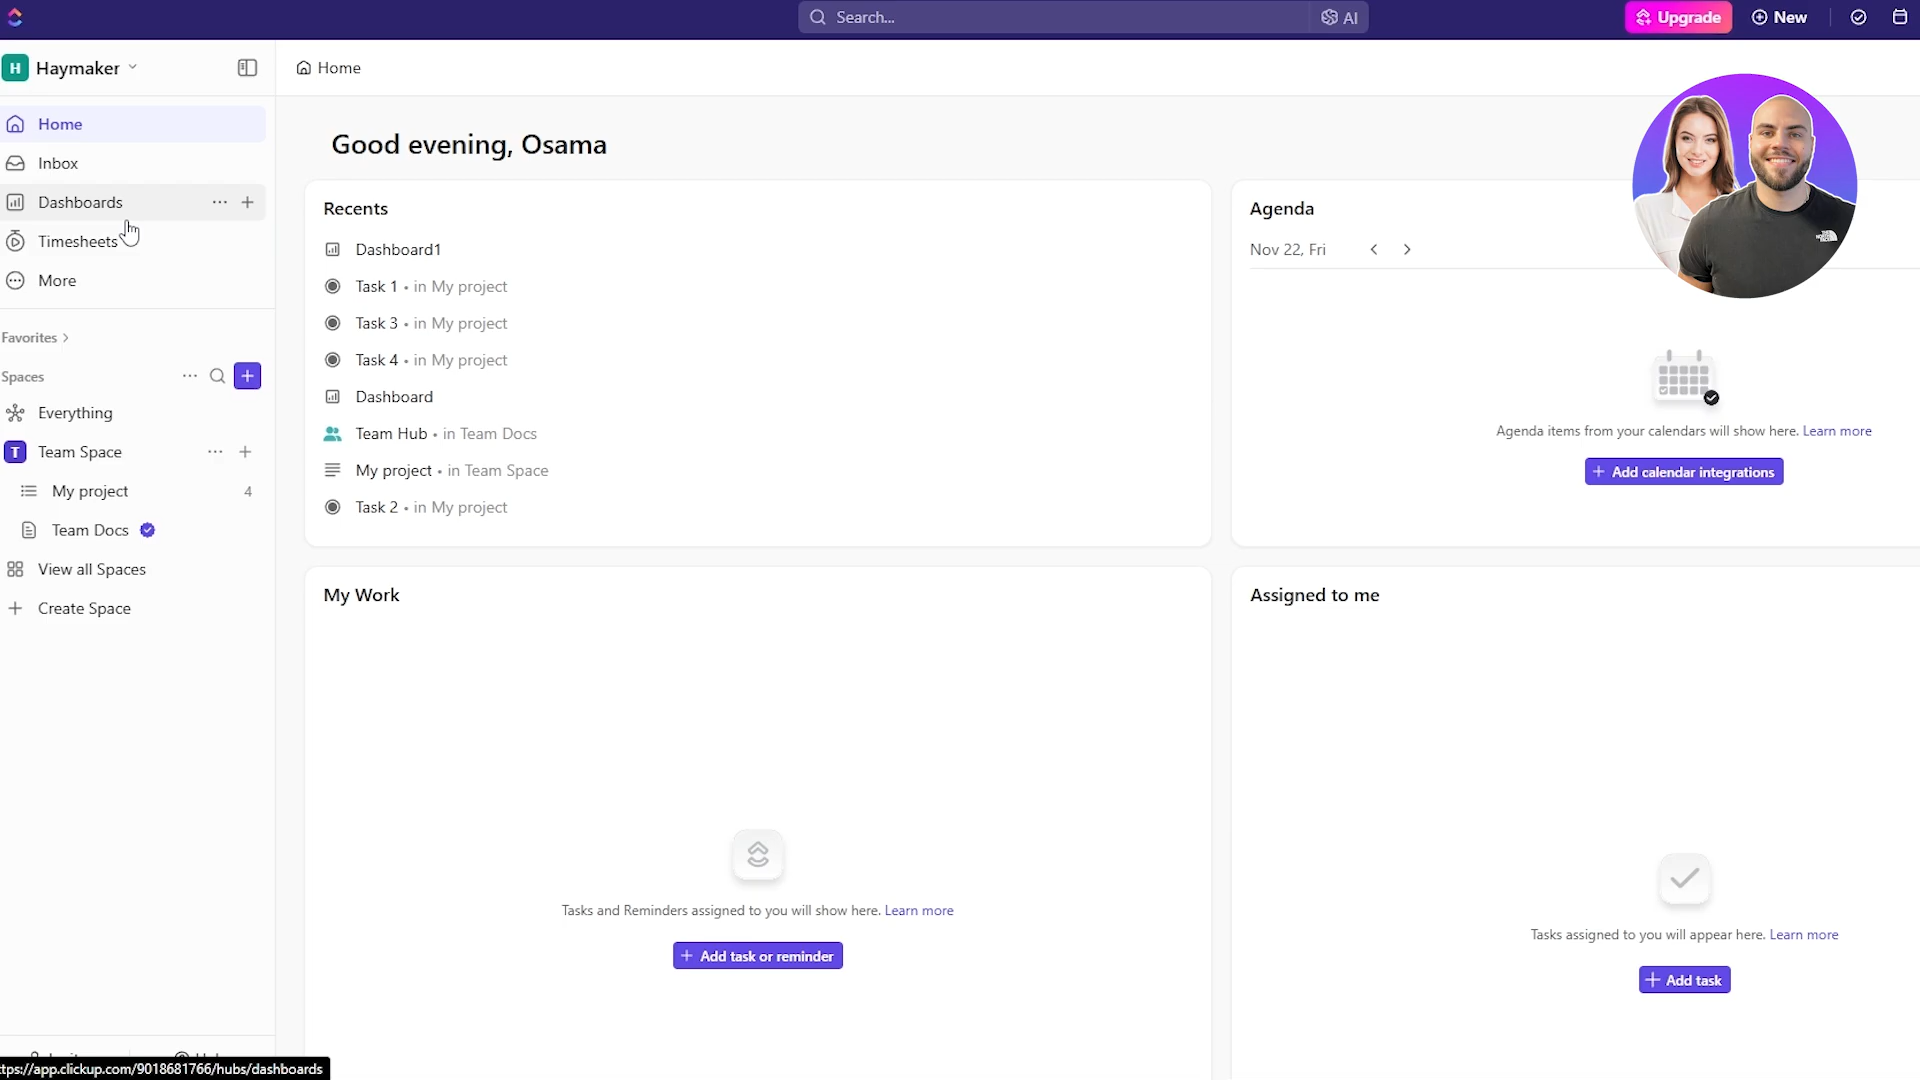 Search...
AI
Upgrade
New
H Haymaker
Home
Home
Inbox
Dashboards
Timesheets
More
Favorites
Spaces
Everything
T Team Space
My project 4
Team Docs
View all Spaces
Create Space
Good evening, Osama
Recents
Dashboard1
Task 1 • in My project
Task 3 • in My project
Task 4 • in My project
Dashboard
Team Hub • in Team Docs
My project • in Team Space
Task 2 • in My project
Agenda
Nov 22, Fri
Agenda items from your calendars will show here. Learn more
Add calendar integrations
My Work
Tasks and Reminders assigned to you will show here. Learn more
Add task or reminder
Assigned to me
Tasks assigned to you will appear here. Learn more
Add task
ttps://app.clickup.com/9018681766/hubs/dashboards